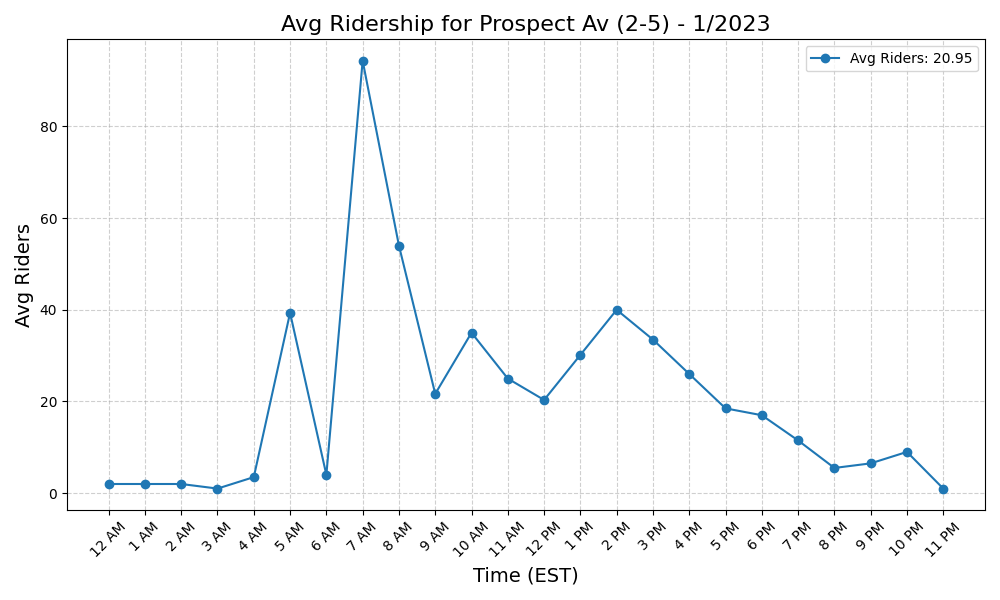 Avg Ridership for Prospect Av (2-5) - 1/2023
Avg Riders: 20.95
Avg Riders
80
60
40
20
0
12 AM
1 AM
2 AM
3 AM
4 AM
5 AM
6 AM
7 AM
8 AM
9 AM
10 AM
11 AM
12 PM
1 PM
2 PM
3 PM
4 PM
5 PM
6 PM
7 PM
8 PM
9 PM
10 PM
11 PM
Time (EST)